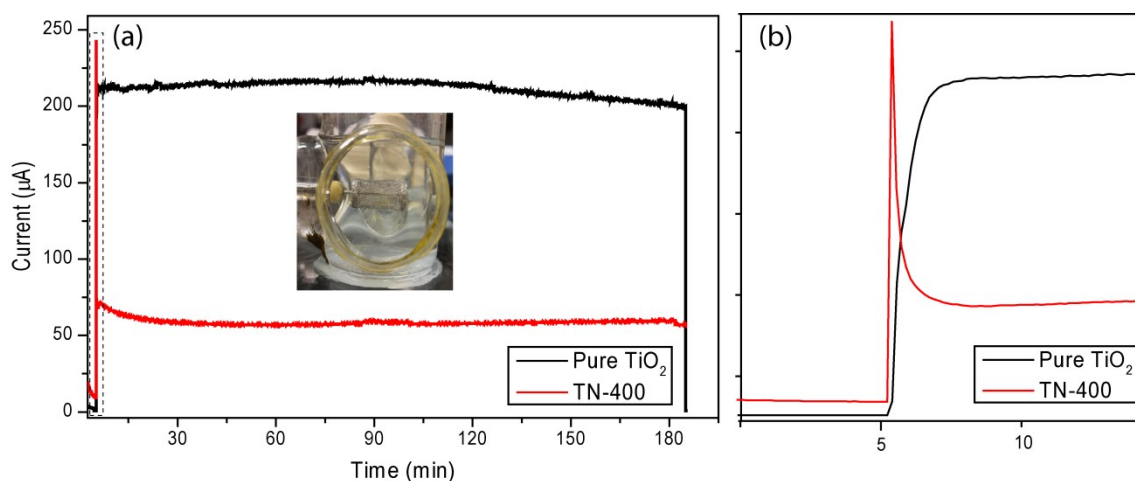 (a)
250
200
150
100
50
0
Current (µA)
30
60
90
120
150
180
Time (min)
Pure TiO₂
TN-400
(b)
5
10
Pure TiO₂
TN-400